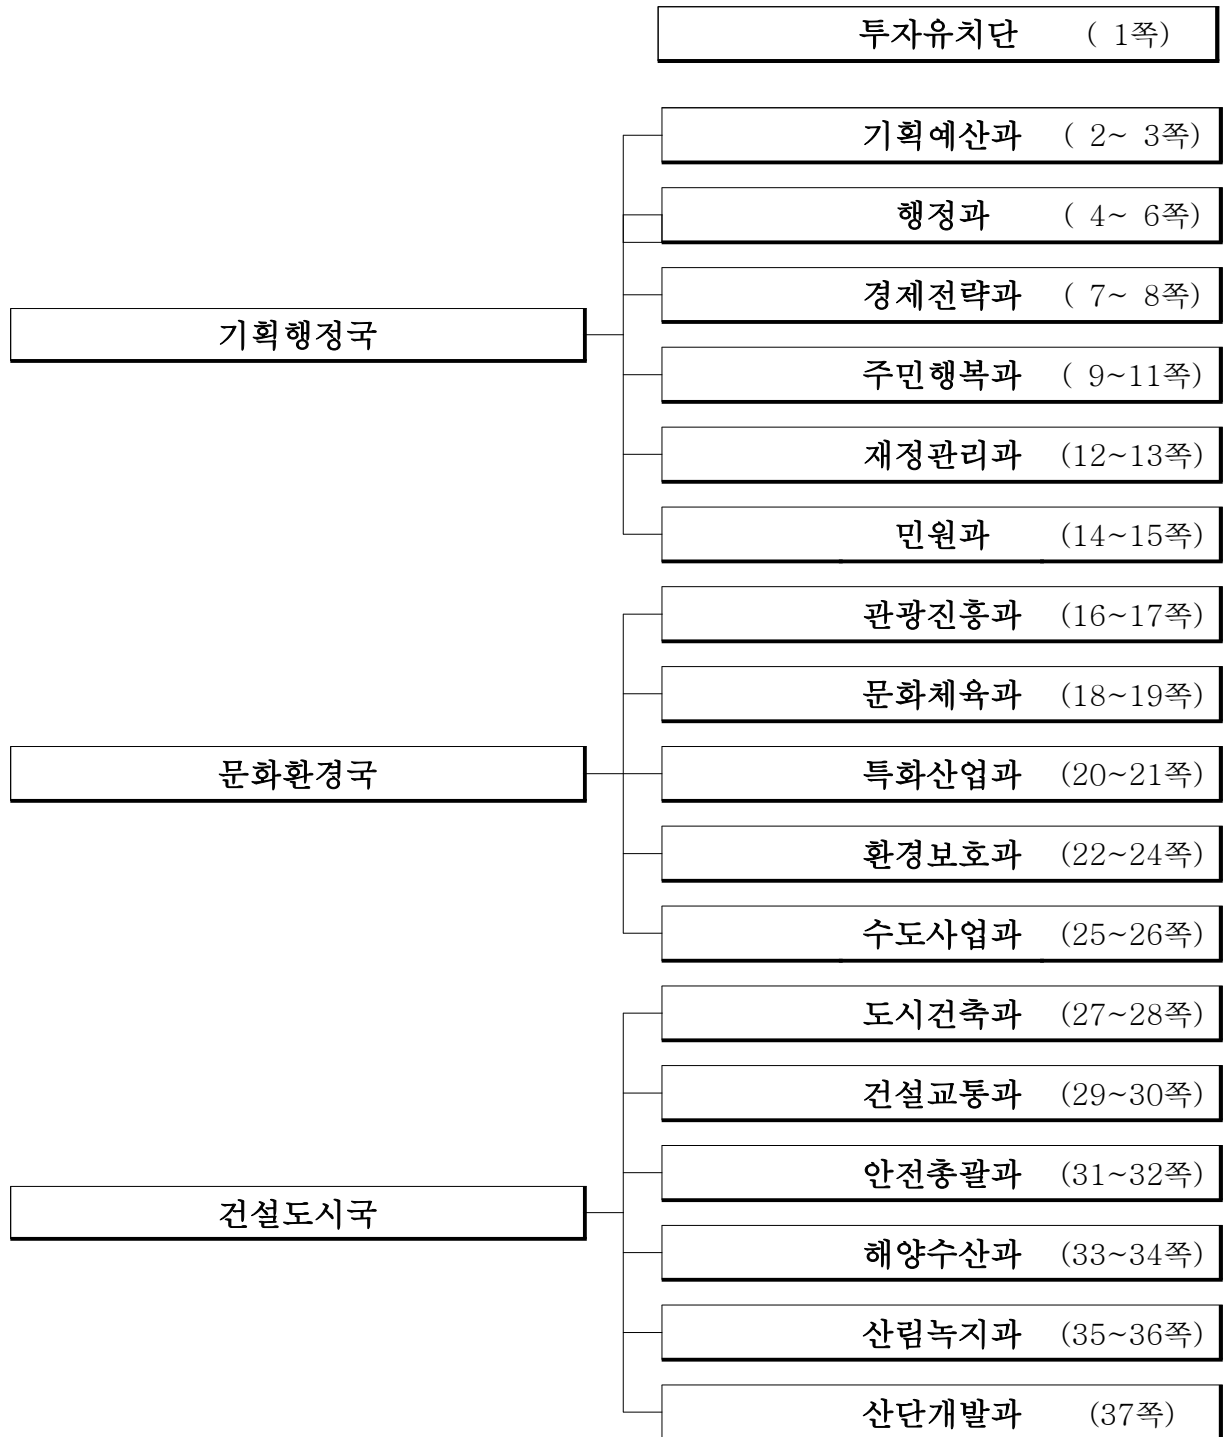 투자유치단 ( 1쪽)
기획예산과 ( 2~ 3쪽)
행정과 ( 4~ 6쪽)
경제전략과 ( 7~ 8쪽)
기획행정국
주민행복과 ( 9~11쪽)
재정관리과 (12~13쪽)
민원과 (14~15쪽)
관광진흥과 (16~17쪽)
문화체육과 (18~19쪽)
문화환경국
특화산업과 (20~21쪽)
환경보호과 (22~24쪽)
수도사업과 (25~26쪽)
도시건축과 (27~28쪽)
건설교통과 (29~30쪽)
안전총괄과 (31~32쪽)
건설도시국
해양수산과 (33~34쪽)
산림녹지과 (35~36쪽)
산단개발과 (37쪽)